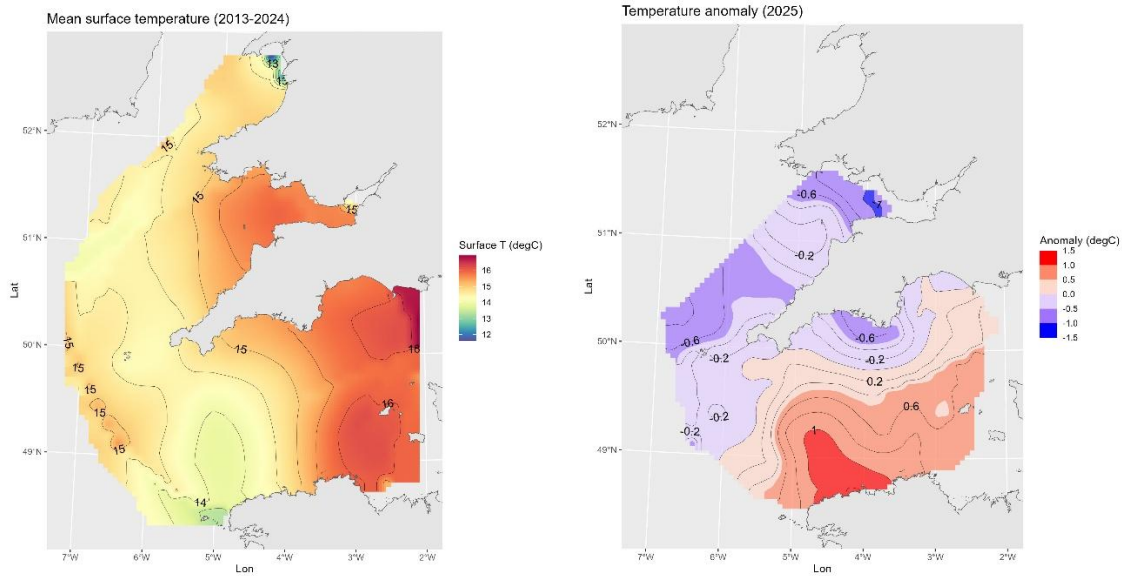 Mean surface temperature (2013-2024)
52°N
51°N
50°N
49°N
Lat
7°W
6°W
5°W
4°W
3°W
2°W
Lon
13
15
15
15
15
15
15
15
15
15
15
16
16
14
Surface T (degC)
16
15
14
13
12
Temperature anomaly (2025)
52°N
51°N
50°N
49°N
Lat
7°W
6°W
5°W
4°W
3°W
2°W
Lon
-0.6
-0.2
-0.6
-0.2
-0.6
-0.2
0.2
-0.2
-0.2
0.6
1
Anomaly (degC)
1.5
1.0
0.5
0.0
-0.5
-1.0
-1.5